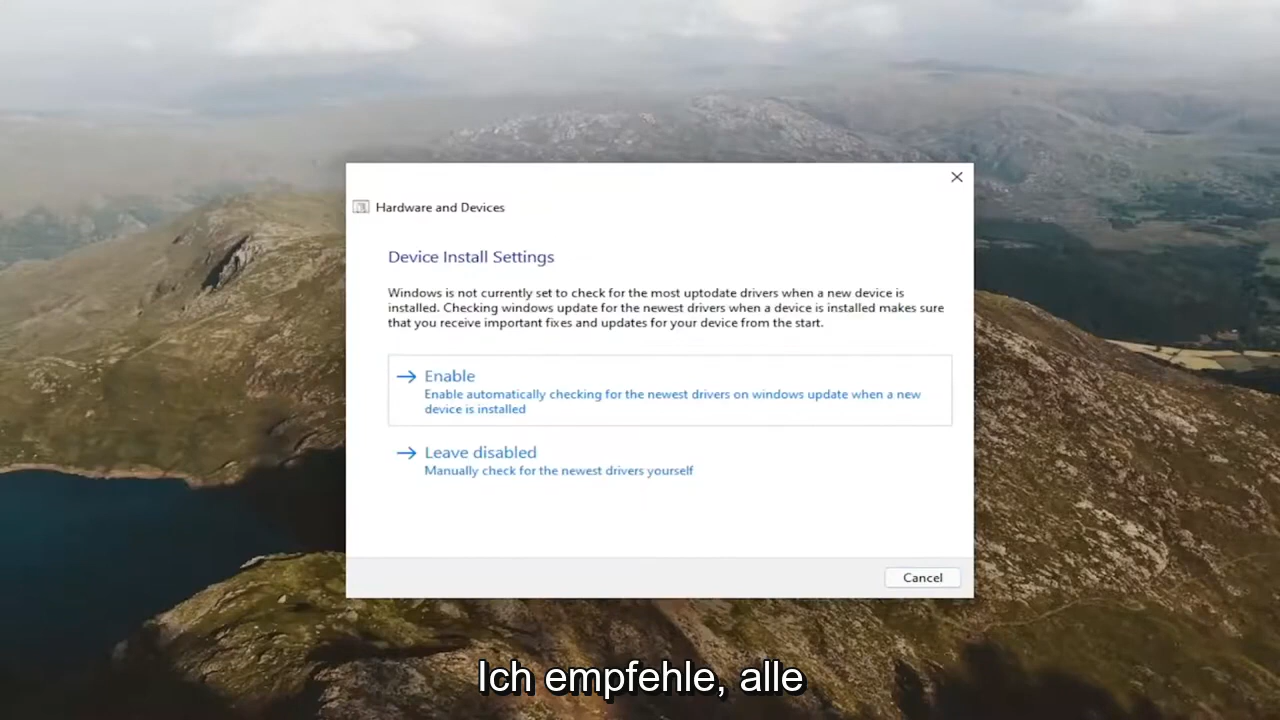 Hardware and Devices
Device Install Settings
Windows is not currently set to check for the most uptodate drivers when a new device is
installed. Checking windows update for the newest drivers when a device is installed makes sure
that you receive important fixes and updates for your device from the start.
Enable
Enable automatically checking for the newest drivers on windows update when a new
device is installed
Leave disabled
Manually check for the newest drivers yourself
Cancel
Ich empfehle, alle